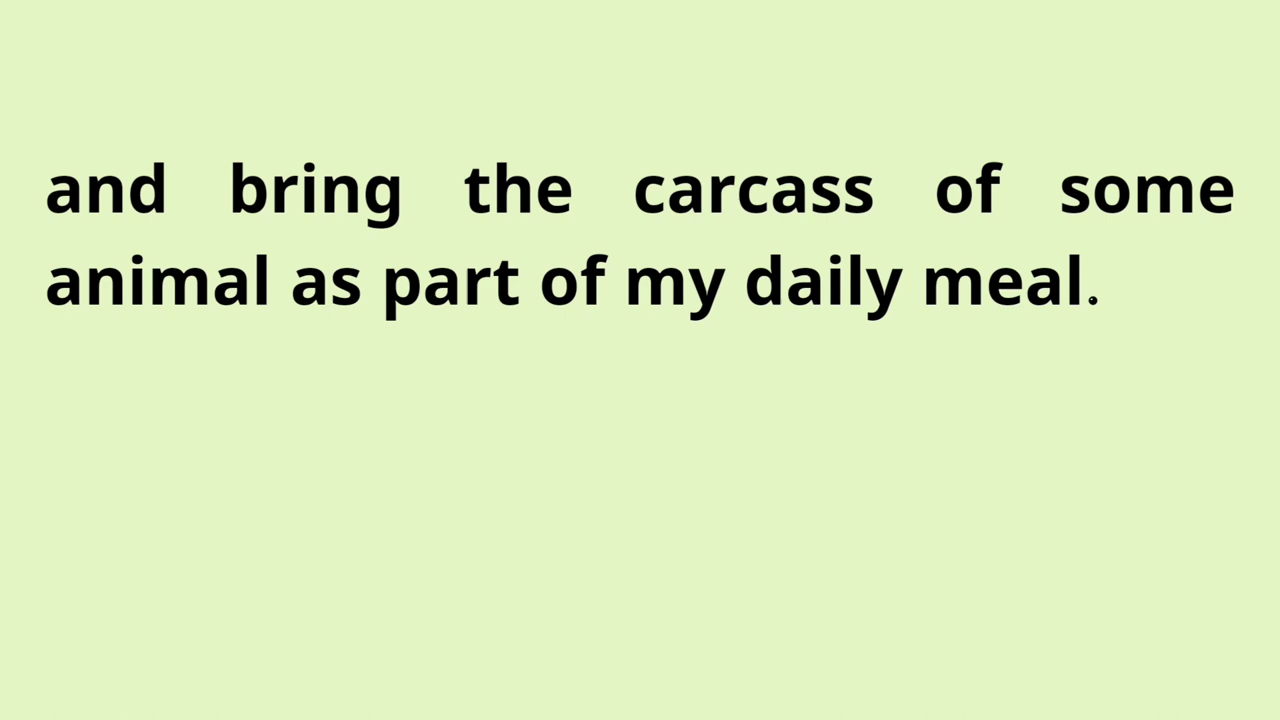 and bring the carcass of some
animal as part of my daily meal.